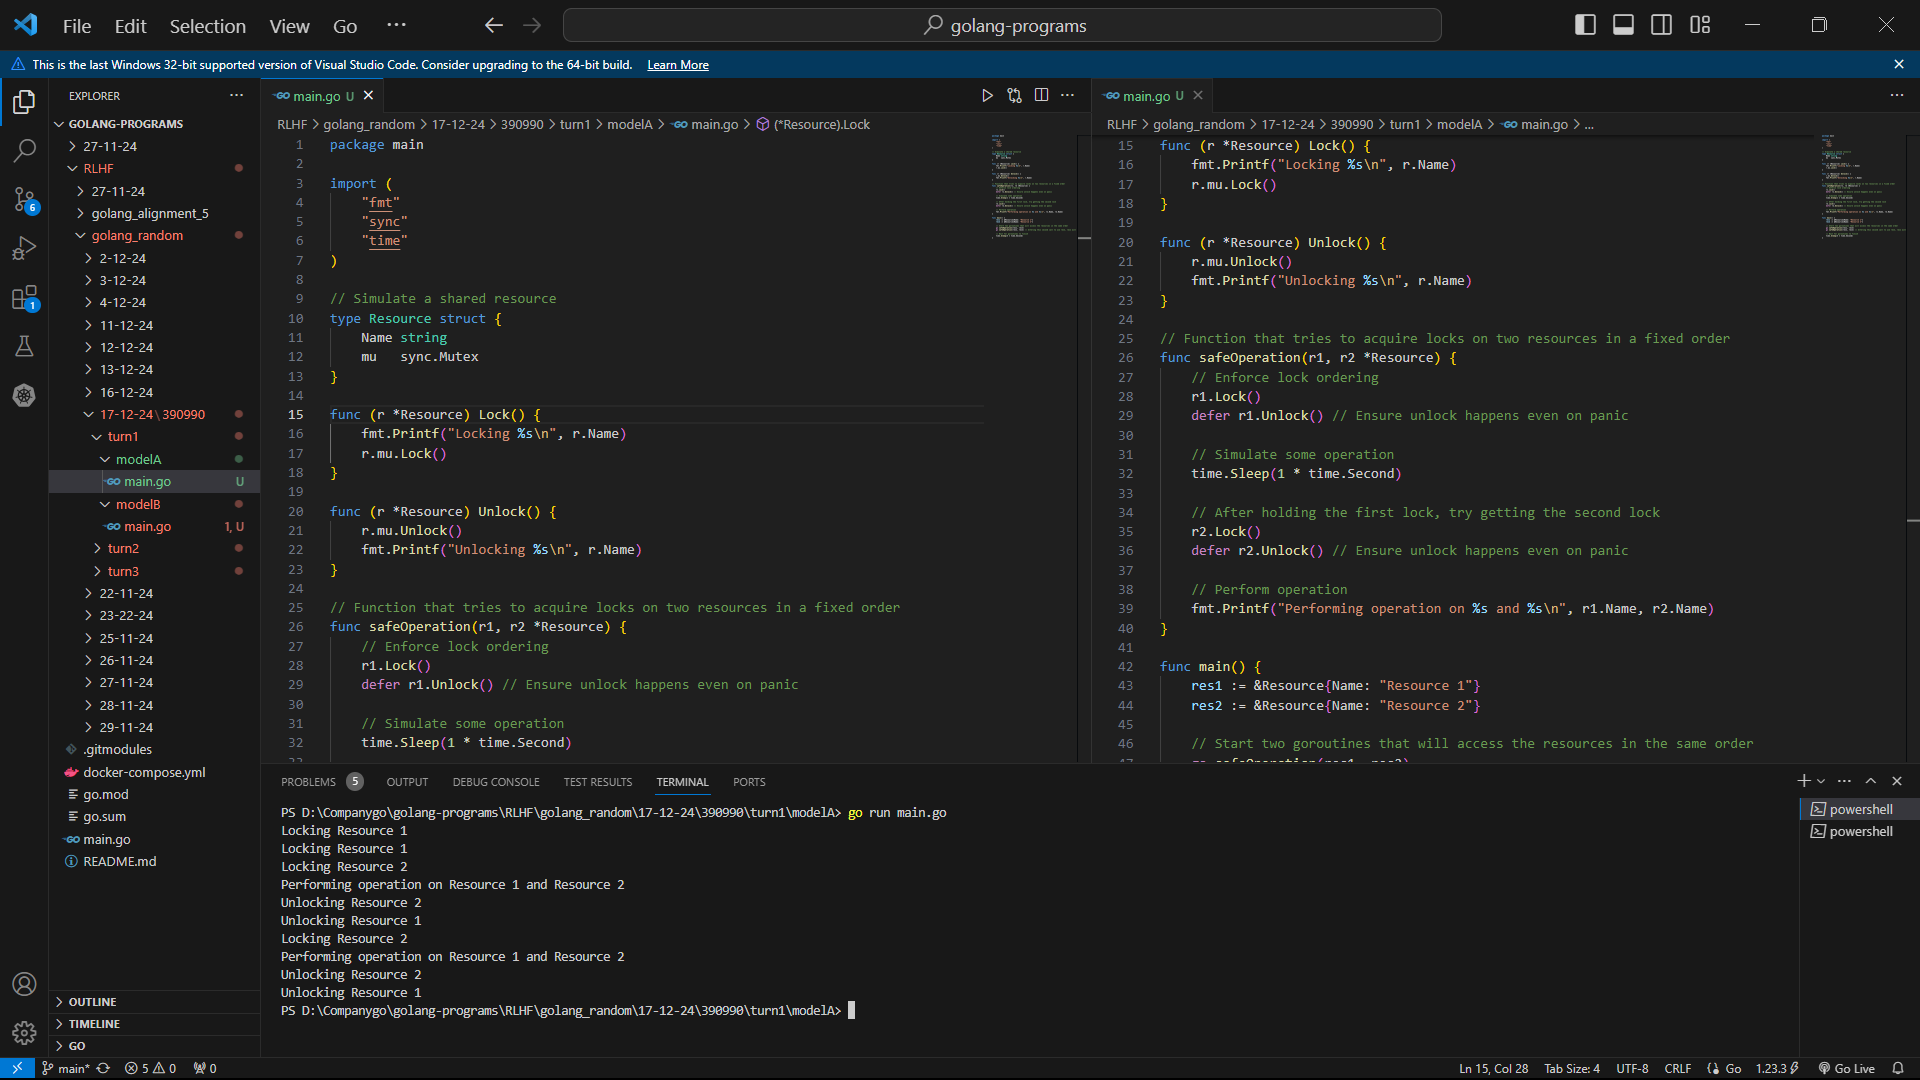 File Edit Selection View Go ··· golang-programs
This is the last Windows 32-bit supported version of Visual Studio Code. Consider upgrading to the 64-bit build. Learn More
EXPLORER
GOLANG-PROGRAMS
27-11-24
RLHF
27-11-24
golang_alignment_5
golang_random
2-12-24
3-12-24
4-12-24
11-12-24
12-12-24
13-12-24
16-12-24
17-12-24\390990
turn1
modelA
main.go U
modelB
main.go 1, U
turn2
turn3
22-11-24
23-22-24
25-11-24
26-11-24
27-11-24
28-11-24
29-11-24
.gitmodules
docker-compose.yml
go.mod
go.sum
main.go
README.md
OUTLINE
TIMELINE
GO
6
1
main.go U
RLHF > golang_random > 17-12-24 > 390990 > turn1 > modelA > main.go > (*Resource).Lock
1 package main
2
3 import (
4 "fmt"
5 "sync"
6 "time"
7 )
8
9 // Simulate a shared resource
10 type Resource struct {
11 Name string
12 mu sync.Mutex
13 }
14
15 func (r *Resource) Lock() {
16 fmt.Printf("Locking %s\n", r.Name)
17 r.mu.Lock()
18 }
19
20 func (r *Resource) Unlock() {
21 r.mu.Unlock()
22 fmt.Printf("Unlocking %s\n", r.Name)
23 }
24
25 // Function that tries to acquire locks on two resources in a fixed order
26 func safeOperation(r1, r2 *Resource) {
27 // Enforce lock ordering
28 r1.Lock()
29 defer r1.Unlock() // Ensure unlock happens even on panic
30
31 // Simulate some operation
32 time.Sleep(1 * time.Second)
main.go U
RLHF > golang_random > 17-12-24 > 390990 > turn1 > modelA > main.go > ...
15 func (r *Resource) Lock() {
16 fmt.Printf("Locking %s\n", r.Name)
17 r.mu.Lock()
18 }
19
20 func (r *Resource) Unlock() {
21 r.mu.Unlock()
22 fmt.Printf("Unlocking %s\n", r.Name)
23 }
24
25 // Function that tries to acquire locks on two resources in a fixed order
26 func safeOperation(r1, r2 *Resource) {
27 // Enforce lock ordering
28 r1.Lock()
29 defer r1.Unlock() // Ensure unlock happens even on panic
30
31 // Simulate some operation
32 time.Sleep(1 * time.Second)
33
34 // After holding the first lock, try getting the second lock
35 r2.Lock()
36 defer r2.Unlock() // Ensure unlock happens even on panic
37
38 // Perform operation
39 fmt.Printf("Performing operation on %s and %s\n", r1.Name, r2.Name)
40 }
41
42 func main() {
43 res1 := &Resource{Name: "Resource 1"}
44 res2 := &Resource{Name: "Resource 2"}
45
46 // Start two goroutines that will access the resources in the same order
PROBLEMS 5 OUTPUT DEBUG CONSOLE TEST RESULTS TERMINAL PORTS
PS D:\Companygo\golang-programs\RLHF\golang_random\17-12-24\390990\turn1\modelA> go run main.go
Locking Resource 1
Locking Resource 1
Locking Resource 2
Performing operation on Resource 1 and Resource 2
Unlocking Resource 2
Unlocking Resource 1
Locking Resource 2
Performing operation on Resource 1 and Resource 2
Unlocking Resource 2
Unlocking Resource 1
PS D:\Companygo\golang-programs\RLHF\golang_random\17-12-24\390990\turn1\modelA>
powershell
powershell
main* 5 0 0 Ln 15, Col 28 Tab Size: 4 UTF-8 CRLF Go 1.23.3 Go Live